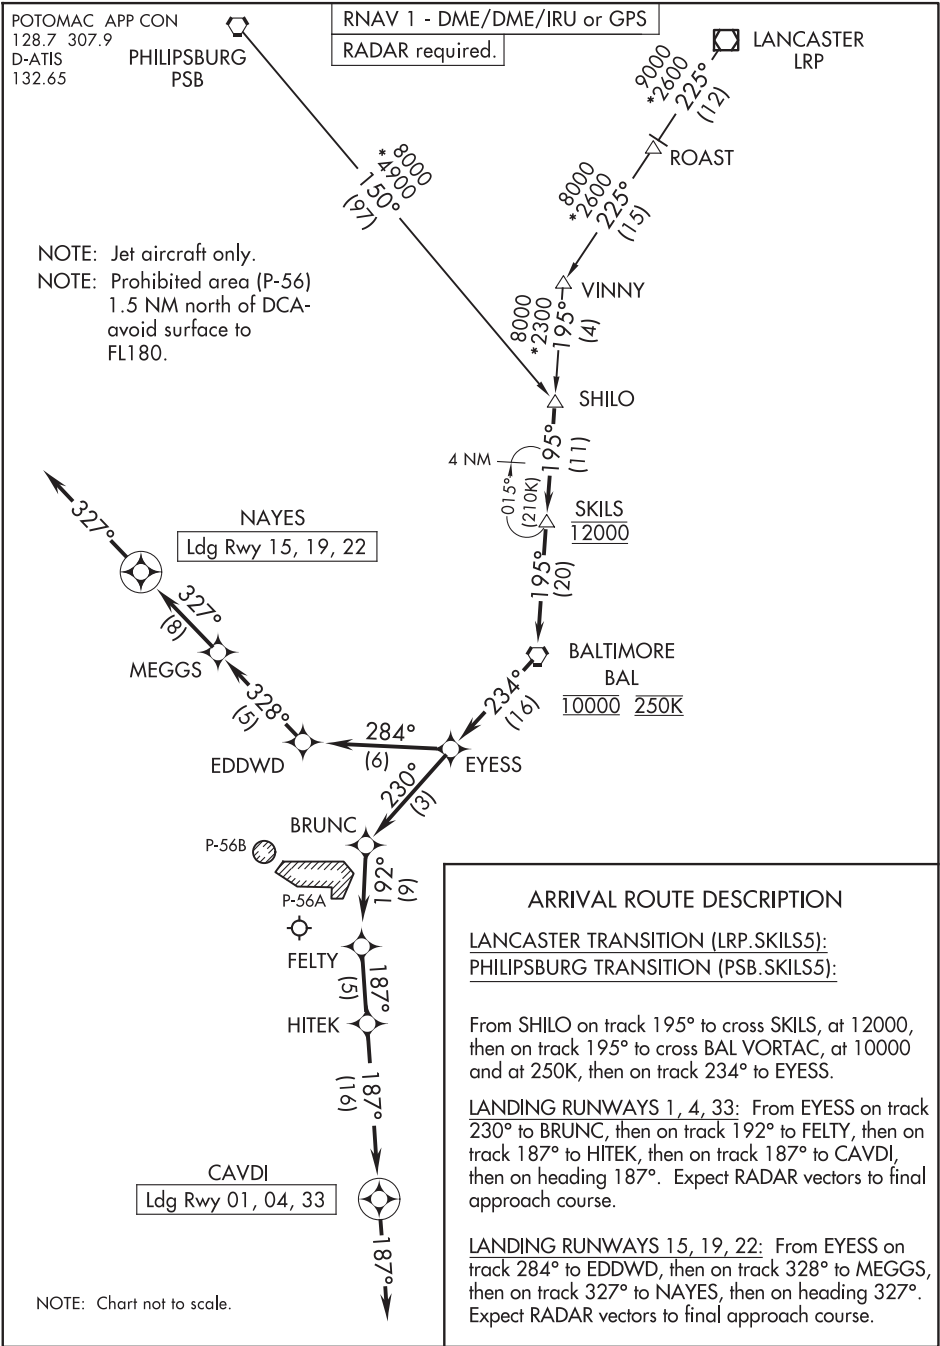 POTOMAC APP CON
128.7 307.9
D-ATIS
132.65
PHILIPSBURG
PSB
RNAV 1 - DME/DME/IRU or GPS
RADAR required.
LANCASTER
LRP
9000
*2600
225°
(12)
ROAST
8000
*4900
150°
(97)
8000
*2600
225°
(15)
NOTE: Jet aircraft only.
NOTE: Prohibited area (P-56)
1.5 NM north of DCA-
avoid surface to
FL180.
VINNY
8000
*2300
195°
(4)
SHILO
195°
(11)
4 NM
015°
(210K)
SKILS
12000
195°
(20)
327°
NAYES
Ldg Rwy 15, 19, 22
327°
(8)
MEGGS
BALTIMORE
BAL
10000 250K
234°
(16)
328°
(5)
EDDWD
284°
(6)
EYESS
230°
(3)
BRUNC
P-56B
P-56A
192°
(6)
FELTY
187°
(5)
HITEK
187°
(16)
CAVDI
Ldg Rwy 01, 04, 33
187°
NOTE: Chart not to scale.
ARRIVAL ROUTE DESCRIPTION
LANCASTER TRANSITION (LRP.SKILS5):
PHILIPSBURG TRANSITION (PSB.SKILS5):
From SHILO on track 195° to cross SKILS, at 12000,
then on track 195° to cross BAL VORTAC, at 10000
and at 250K, then on track 234° to EYESS.
LANDING RUNWAYS 1, 4, 33: From EYESS on track
230° to BRUNC, then on track 192° to FELTY, then on
track 187° to HITEK, then on track 187° to CAVDI,
then on heading 187°. Expect RADAR vectors to final
approach course.
LANDING RUNWAYS 15, 19, 22: From EYESS on
track 284° to EDDWD, then on track 328° to MEGGS,
then on track 327° to NAYES, then on heading 327°.
Expect RADAR vectors to final approach course.